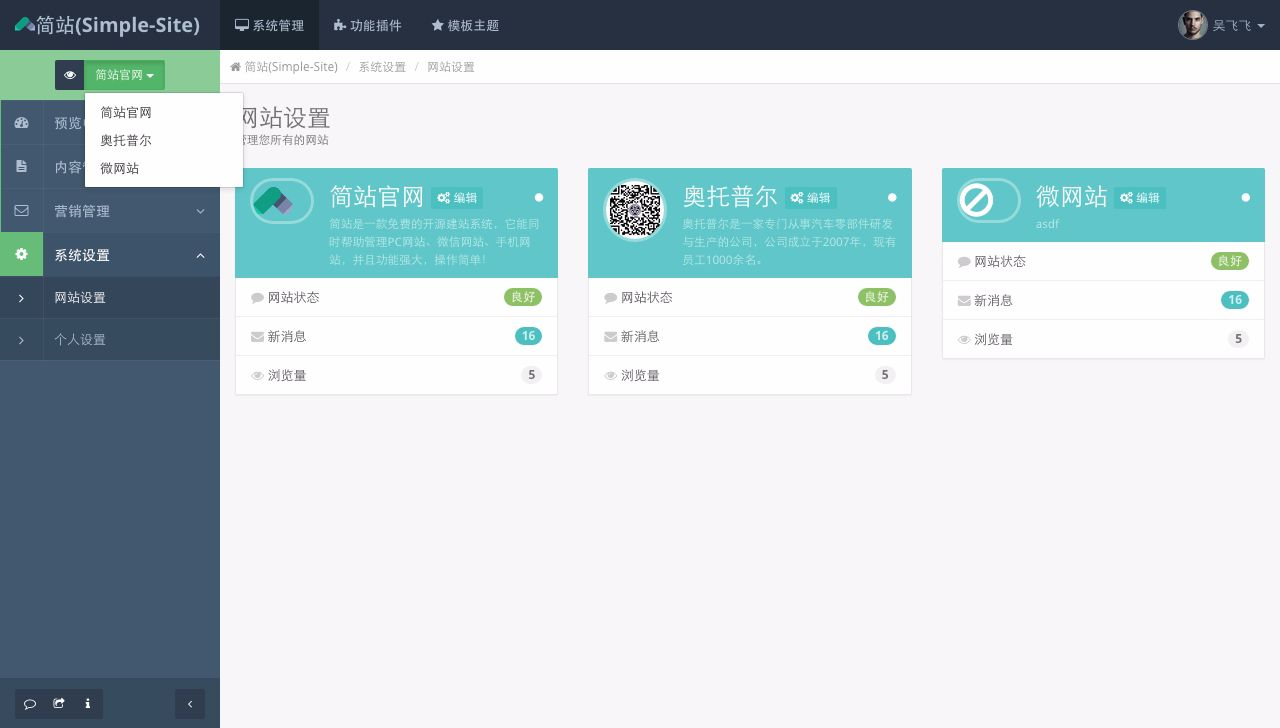 简站(Simple-Site)
系统管理
功能插件
模板主题
吴飞飞
简站官网
简站(Simple-Site) / 系统设置 / 网站设置
简站官网
奥托普尔
微网站
预览
内容
营销管理
系统设置
网站设置
个人设置
网站设置
管理您所有的网站
简站官网 编辑
简站是一款免费的开源建站系统，它能同
时帮助管理PC网站、微信网站、手机网
站，并且功能强大，操作简单！
网站状态 良好
新消息 16
浏览量 5
奥托普尔 编辑
奥托普尔是一家专门从事汽车零部件研发
与生产的公司，公司成立于2007年，现有
员工1000余名。
网站状态 良好
新消息 16
浏览量 5
微网站 编辑
asdf
网站状态 良好
新消息 16
浏览量 5